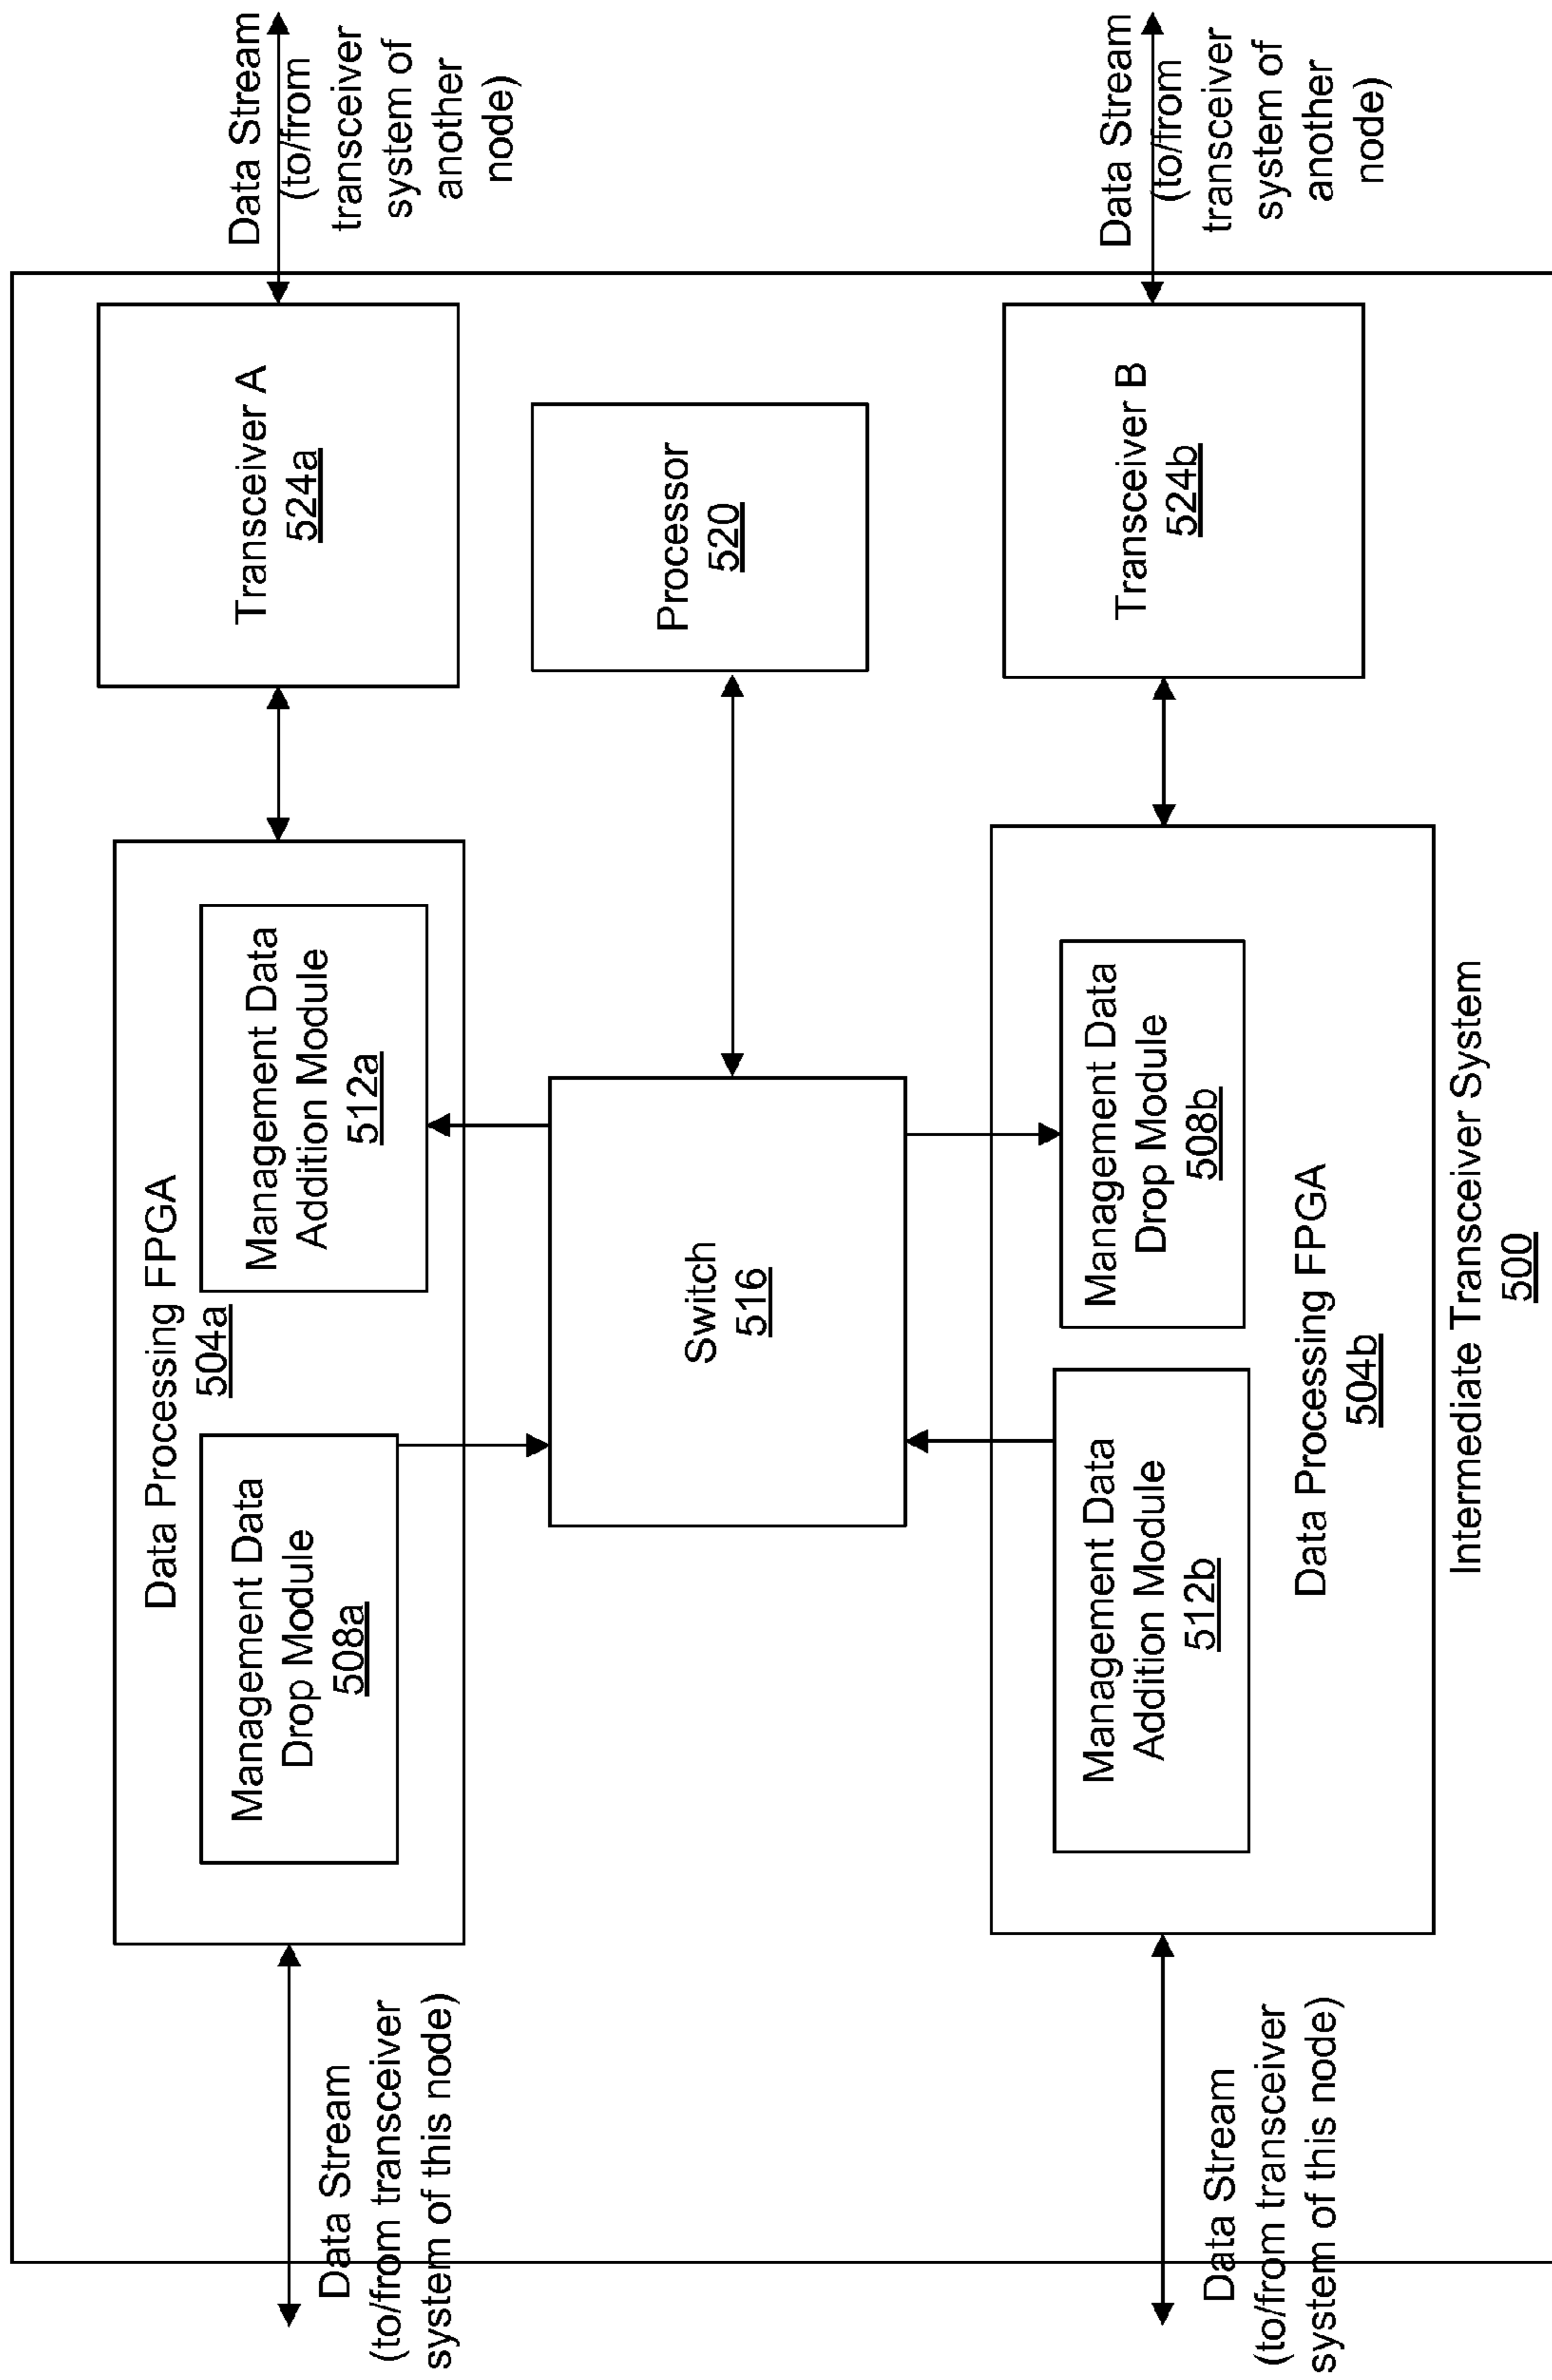 Data Stream
(to/from transceiver
system of this node)
Data Processing FPGA
504a
Management Data
Drop Module
508a
Management Data
Addition Module
512a
Transceiver A
524a
Data Stream
(to/from
transceiver
system of
another
node)
Switch
516
Processor
520
Data Stream
(to/from transceiver
system of this node)
Management Data
Addition Module
512b
Management Data
Drop Module
508b
Data Processing FPGA
504b
Transceiver B
524b
Data Stream
(to/from
transceiver
system of
another
node)
Intermediate Transceiver System
500